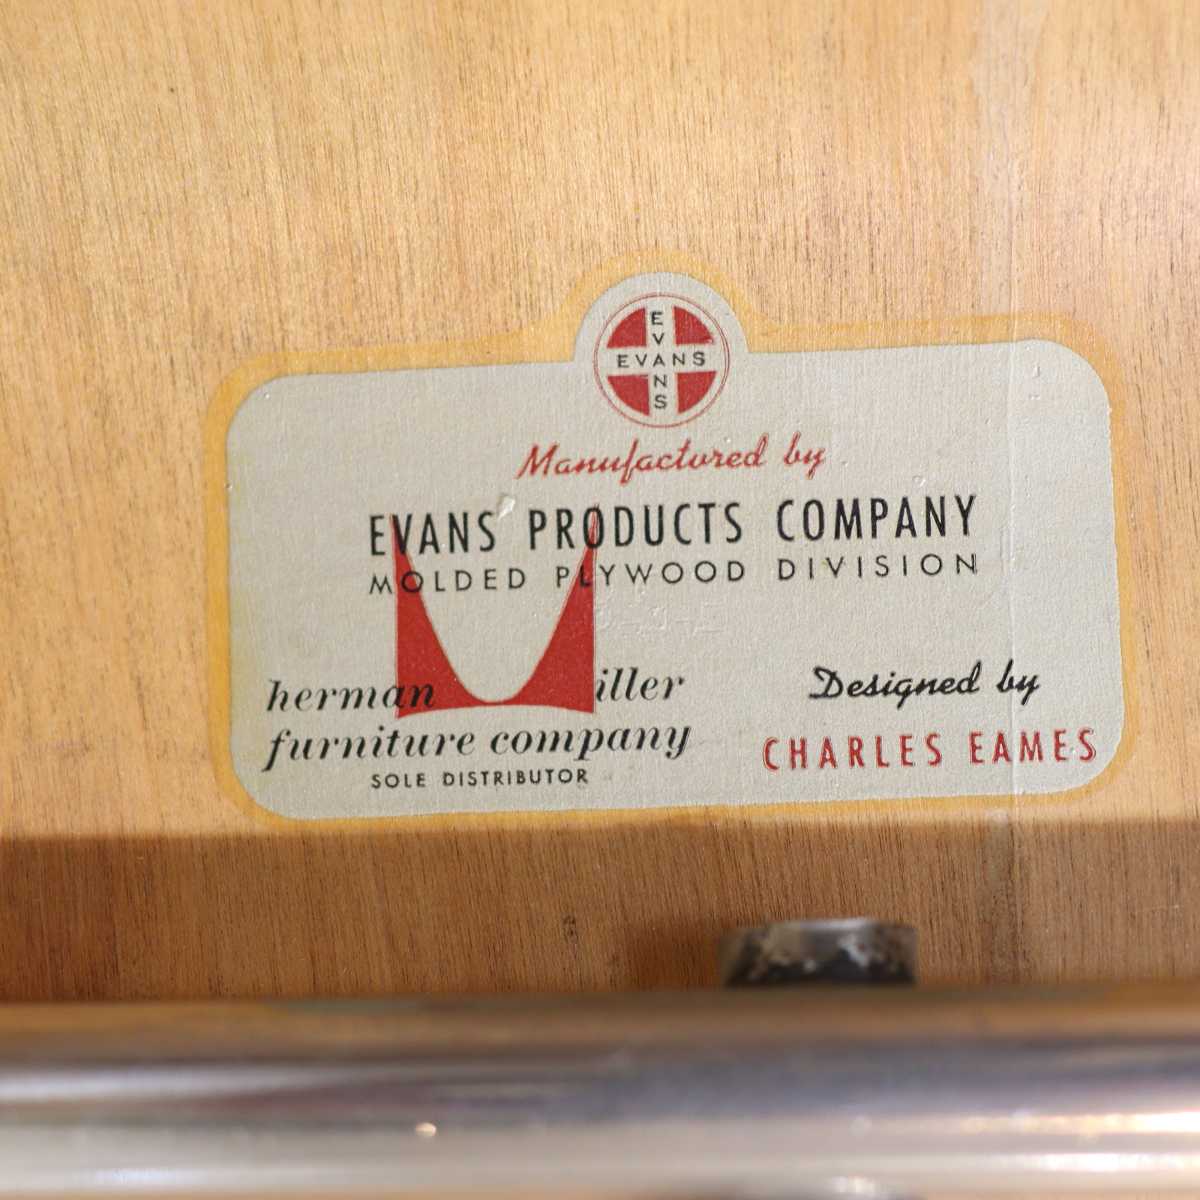 EVANS
EVANS
Manufactured by
EVANS PRODUCTS COMPANY
MOLDED PLYWOOD DIVISION
herman miller
furniture company
SOLE DISTRIBUTOR
Designed by
CHARLES EAMES